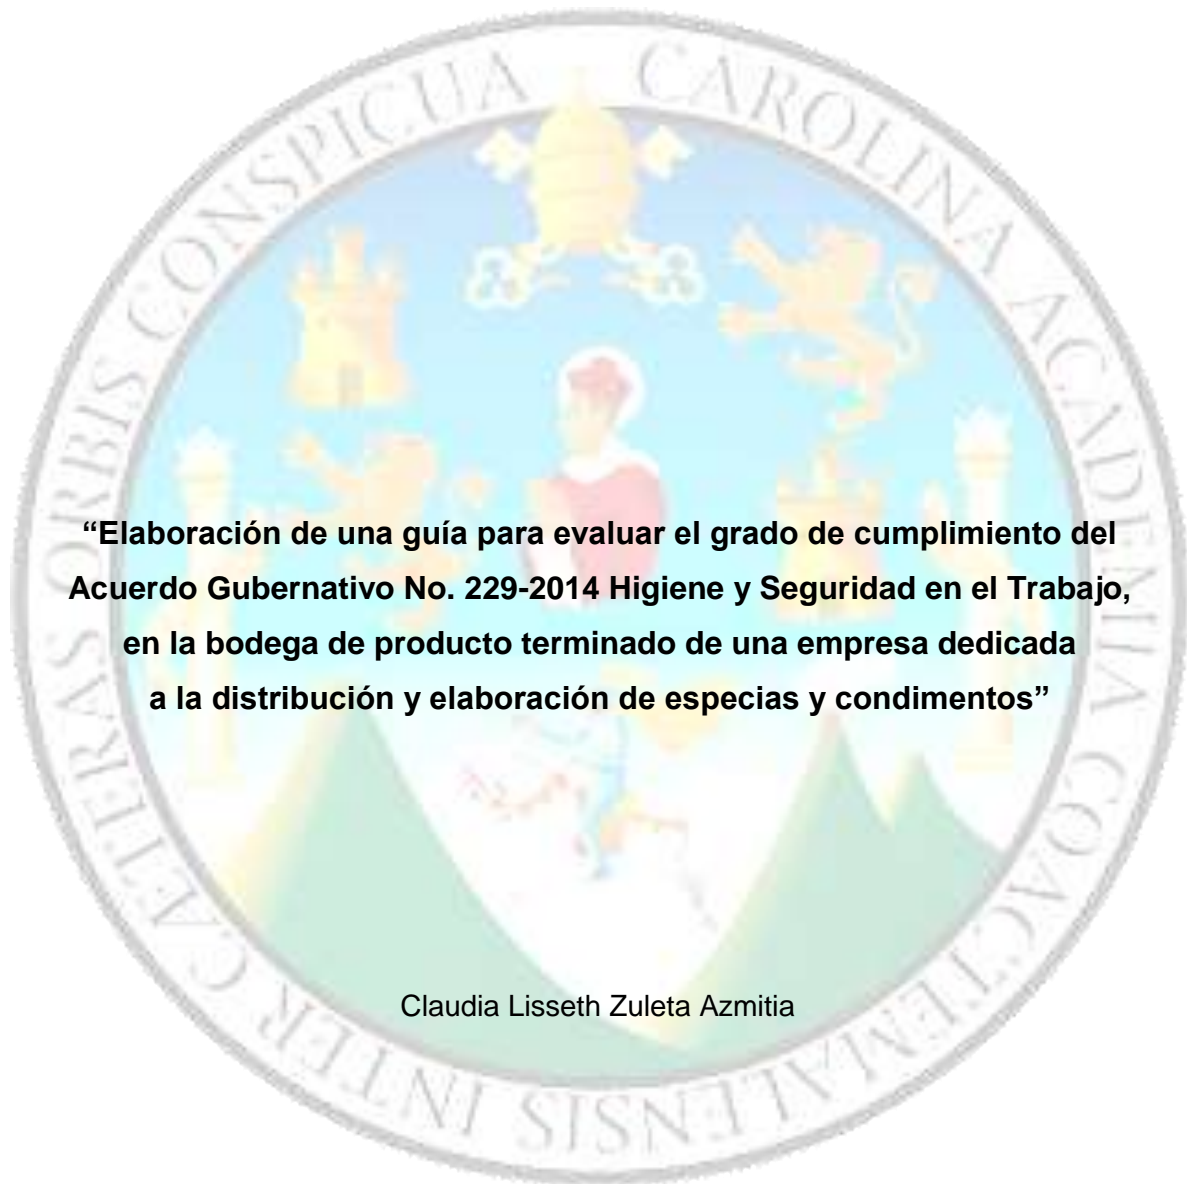 CAROLINA ACADEMIA COACTEMALENSIS INTER CÆTERAS ORBIS CONSPICUA
“Elaboración de una guía para evaluar el grado de cumplimiento del
Acuerdo Gubernativo No. 229-2014 Higiene y Seguridad en el Trabajo,
en la bodega de producto terminado de una empresa dedicada
a la distribución y elaboración de especias y condimentos”
Claudia Lisseth Zuleta Azmitia